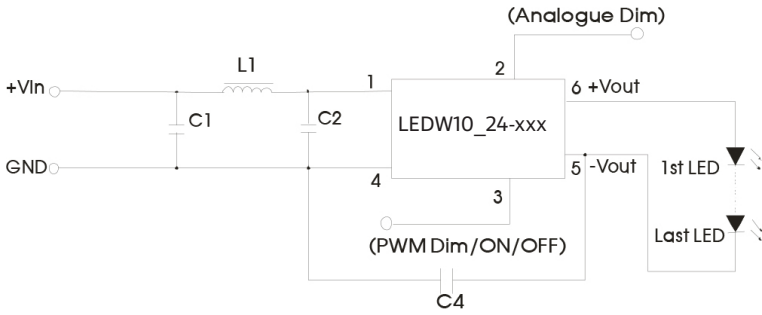 (Analogue Dim)
L1
2
+VIn
1
6 +Vout
C1
C2
LEDW10_24-xxx
GND
4
5 -Vout
1st LED
3
Last LED
(PWM Dim/ON/OFF)
C4